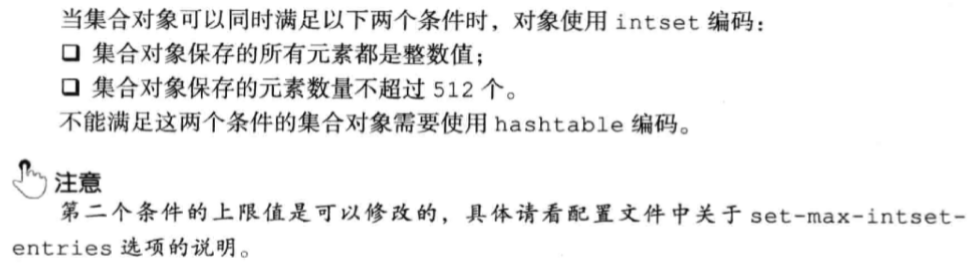 当集合对象可以同时满足以下两个条件时，对象使用 intset 编码：
❏ 集合对象保存的所有元素都是整数值；
❏ 集合对象保存的元素数量不超过 512 个。
不能满足这两个条件的集合对象需要使用 hashtable 编码。
注意
第二个条件的上限值是可以修改的，具体请看配置文件中关于 set-max-intset-
entries 选项的说明。